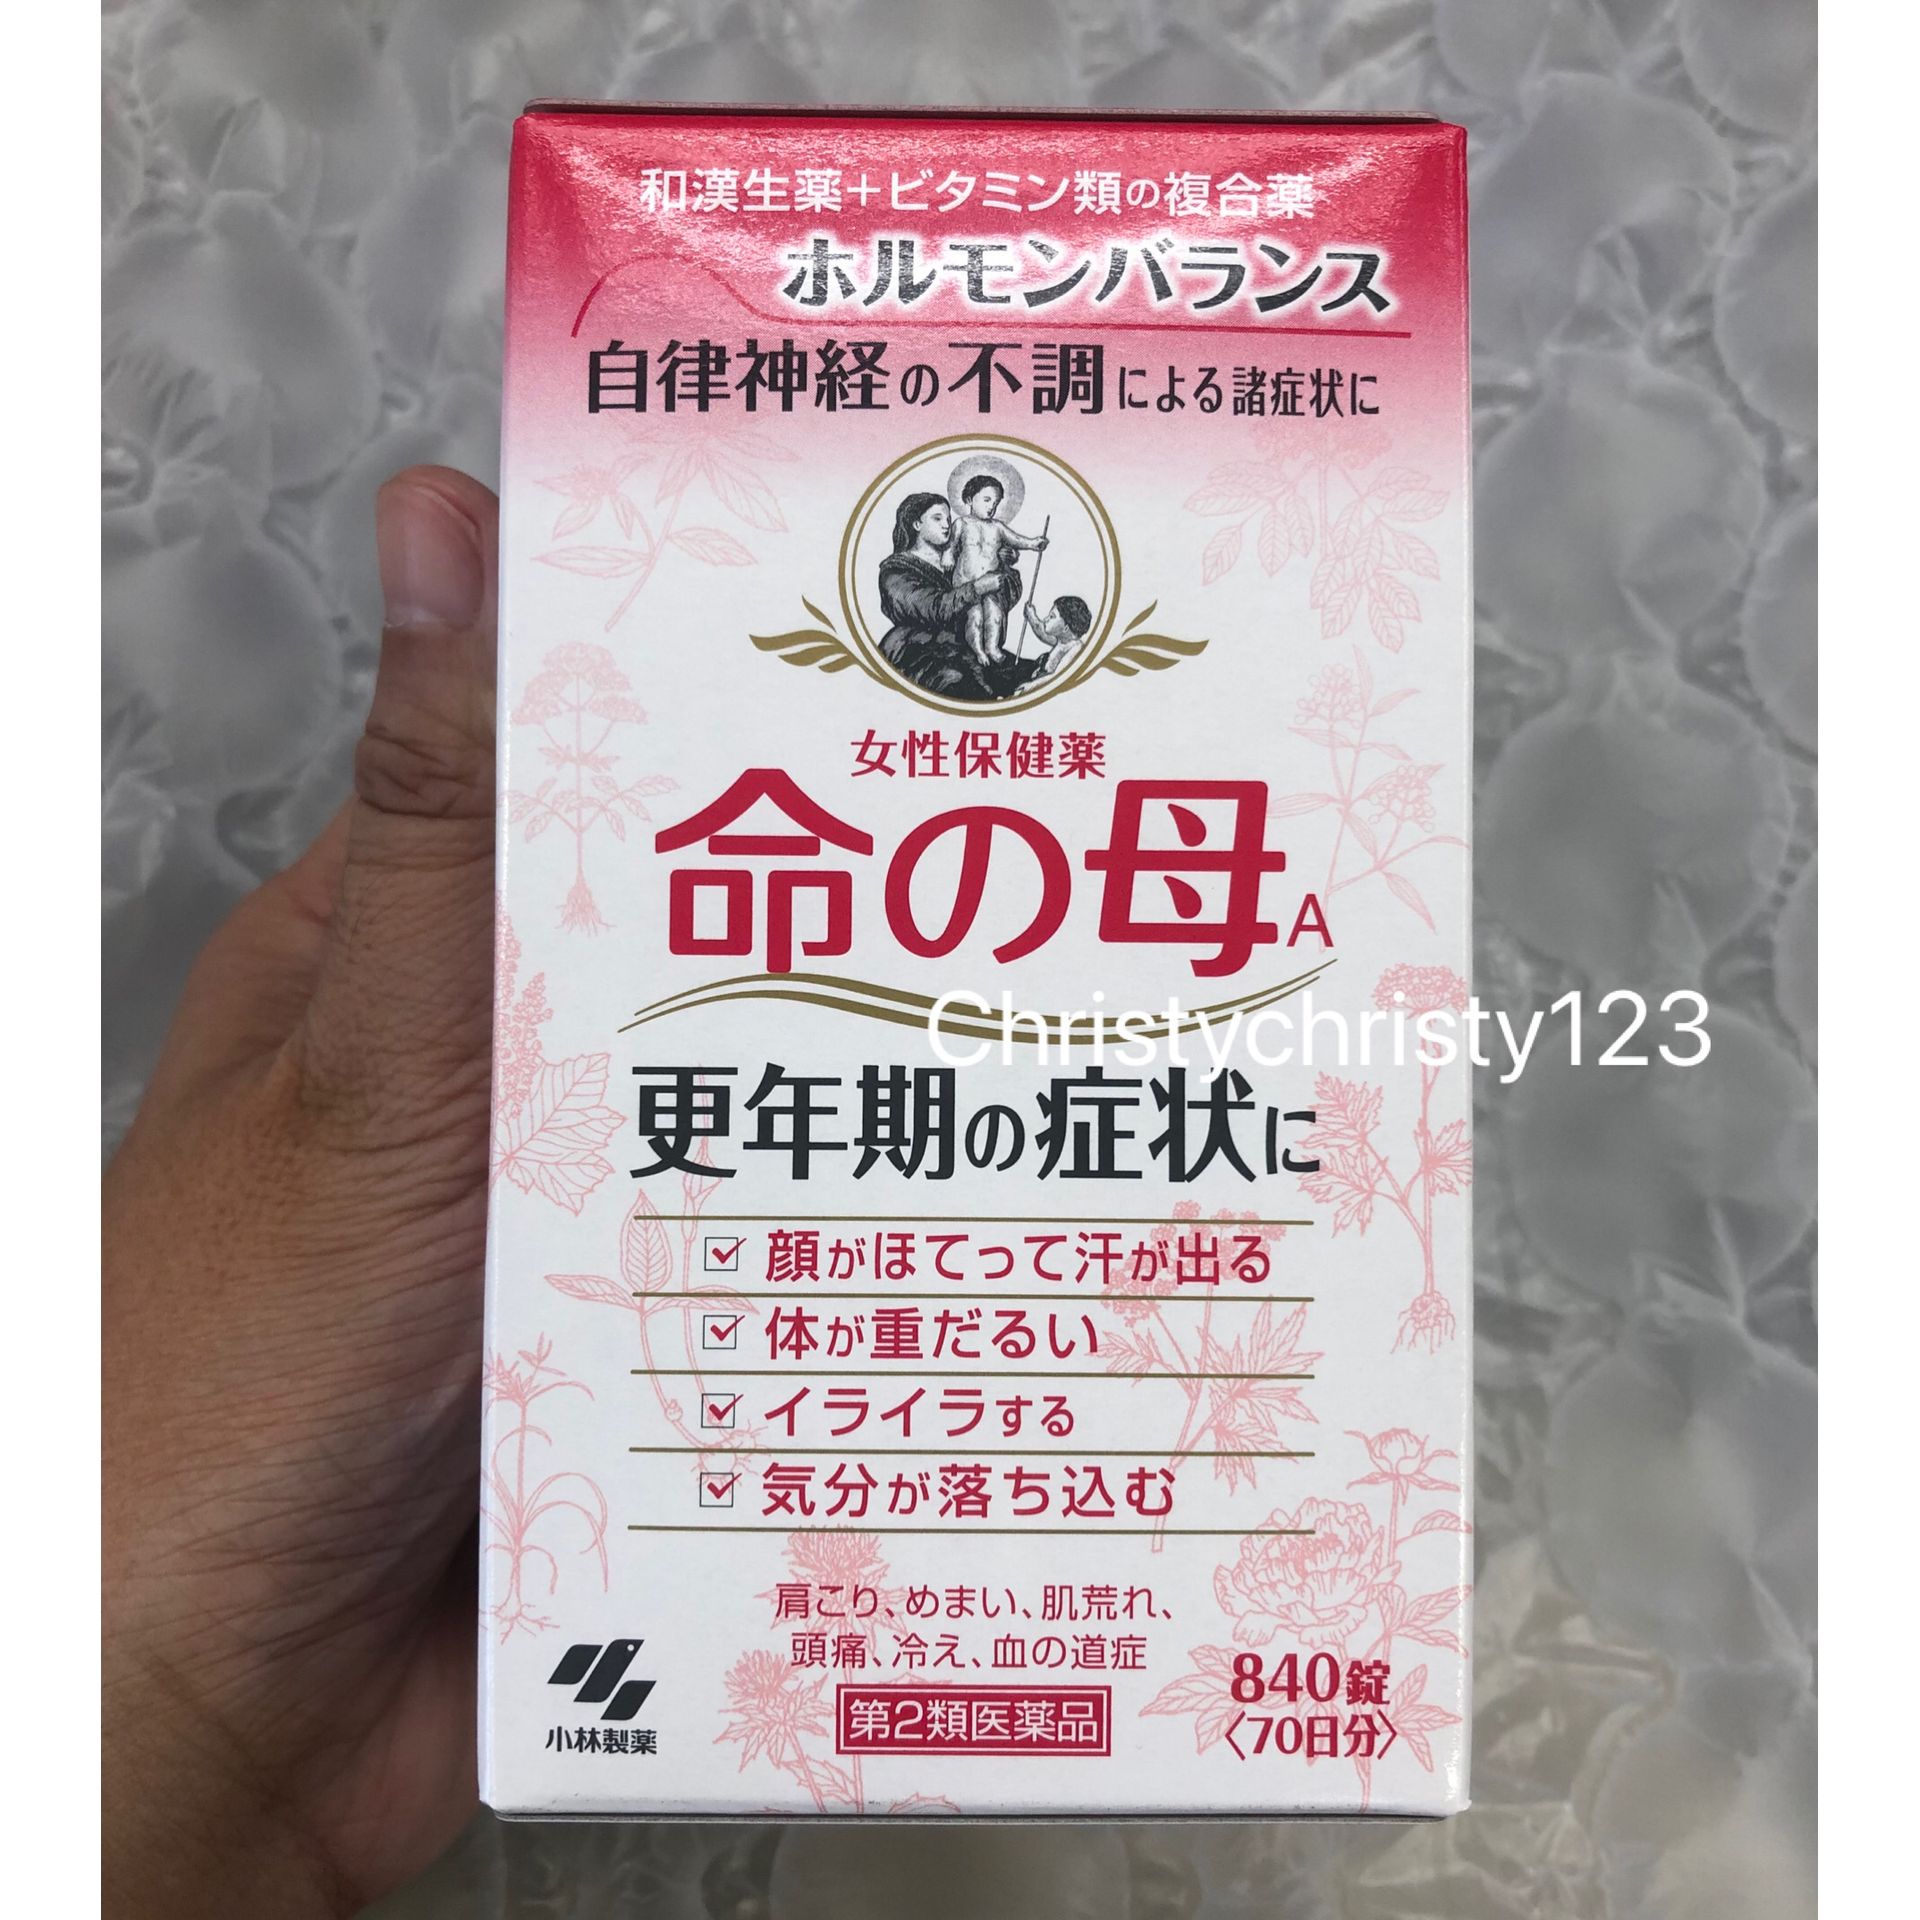 和漢生薬＋ビタミン類の複合薬
ホルモンバランス
自律神経の不調による諸症状に
女性保健薬
命の母A
Christychristy123
更年期の症状に
顔がほてって汗が出る
体が重だるい
イライラする
気分が落ち込む
肩こり、めまい、肌荒れ、
頭痛、冷え、血の道症
第2類医薬品
840錠
〈70日分〉
小林製薬